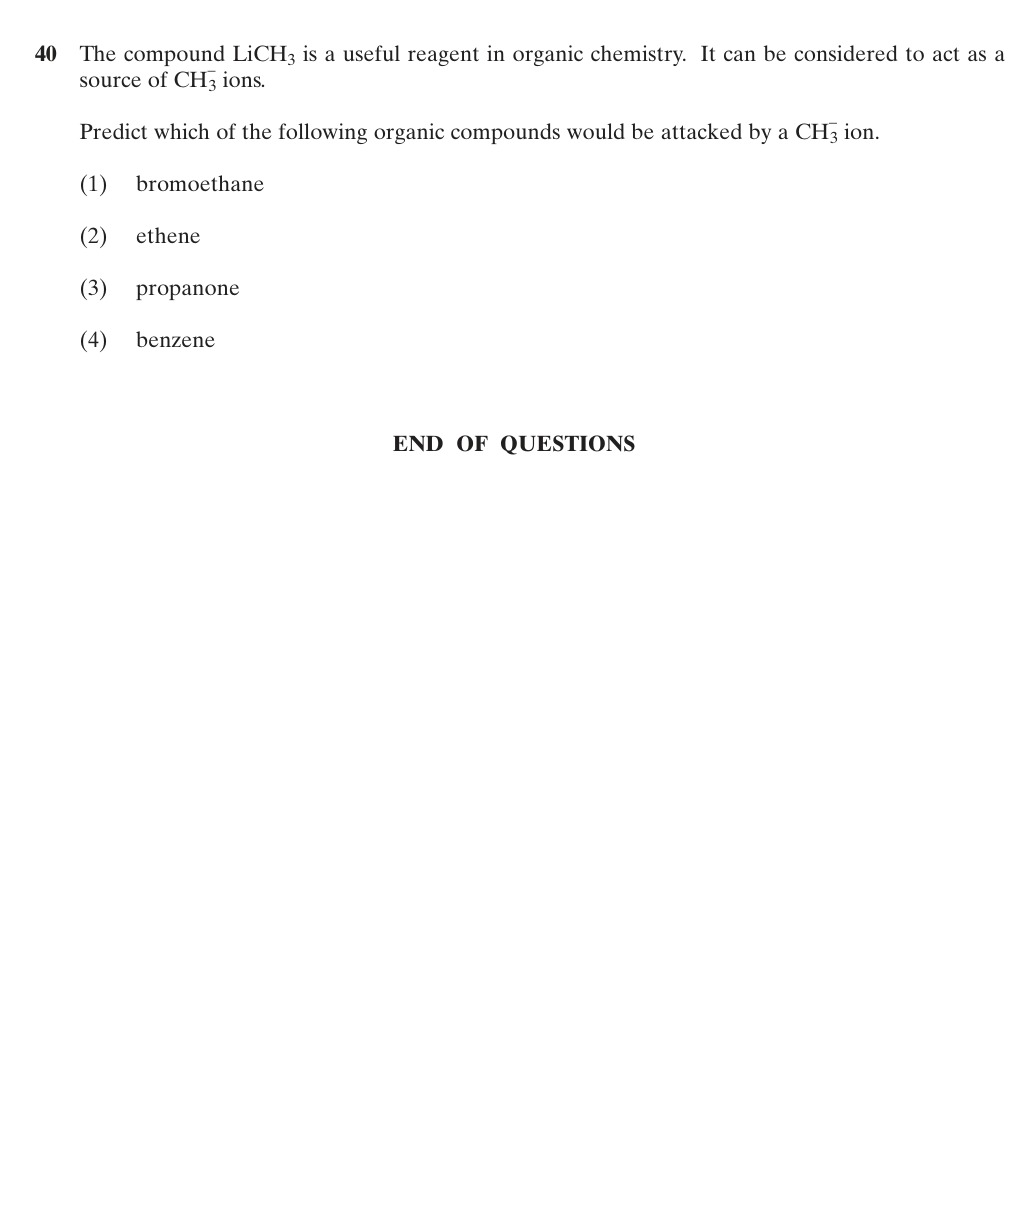 40 The compound LiCH₃ is a useful reagent in organic chemistry. It can be considered to act as a
source of CH₃⁻ ions.
Predict which of the following organic compounds would be attacked by a CH₃⁻ ion.
(1) bromoethane
(2) ethene
(3) propanone
(4) benzene
END OF QUESTIONS